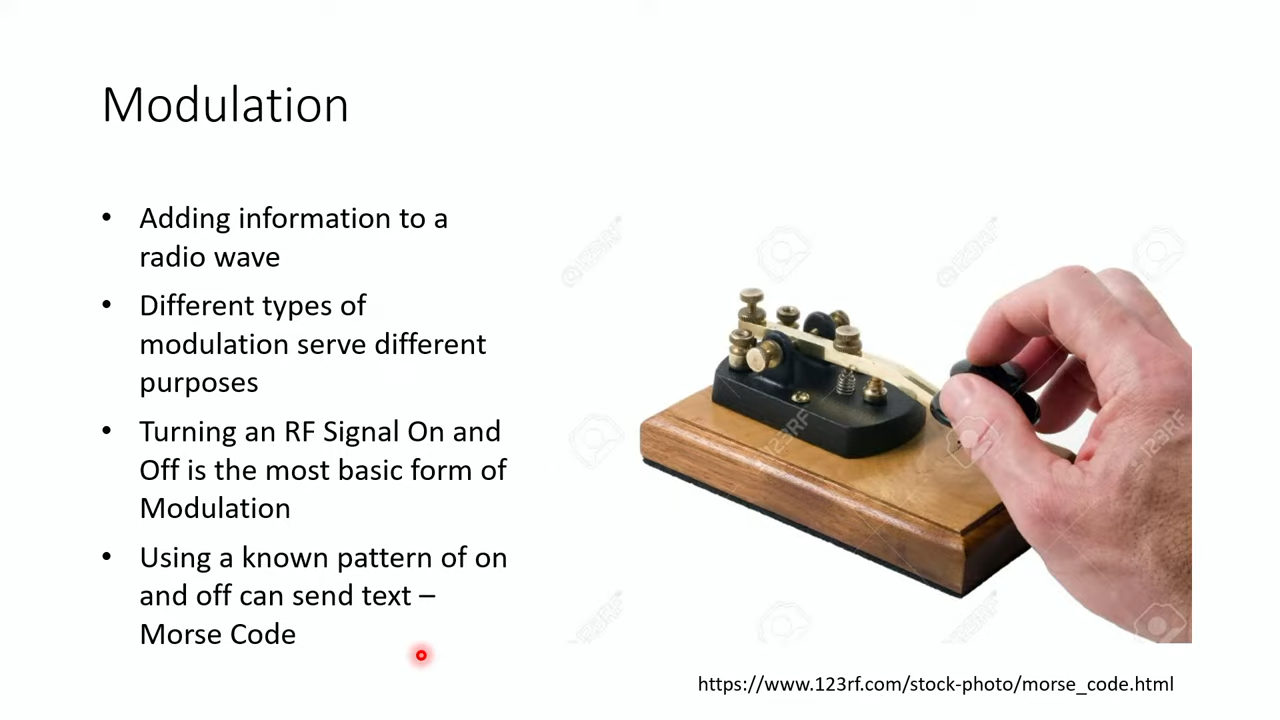 Modulation
• Adding information to a
radio wave
• Different types of
modulation serve different
purposes
• Turning an RF Signal On and
Off is the most basic form of
Modulation
• Using a known pattern of on
and off can send text –
Morse Code
123RF
https://www.123rf.com/stock-photo/morse_code.html